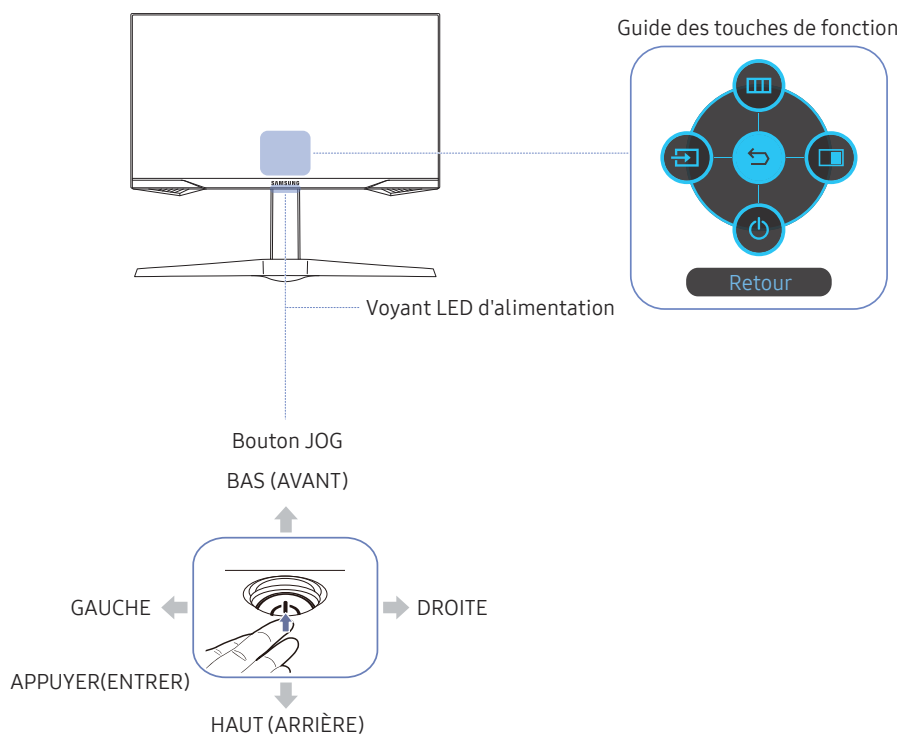 Guide des touches de fonction
SAMSUNG
Retour
Voyant LED d'alimentation
Bouton JOG
BAS (AVANT)
GAUCHE
DROITE
APPUYER(ENTRER)
HAUT (ARRIÈRE)